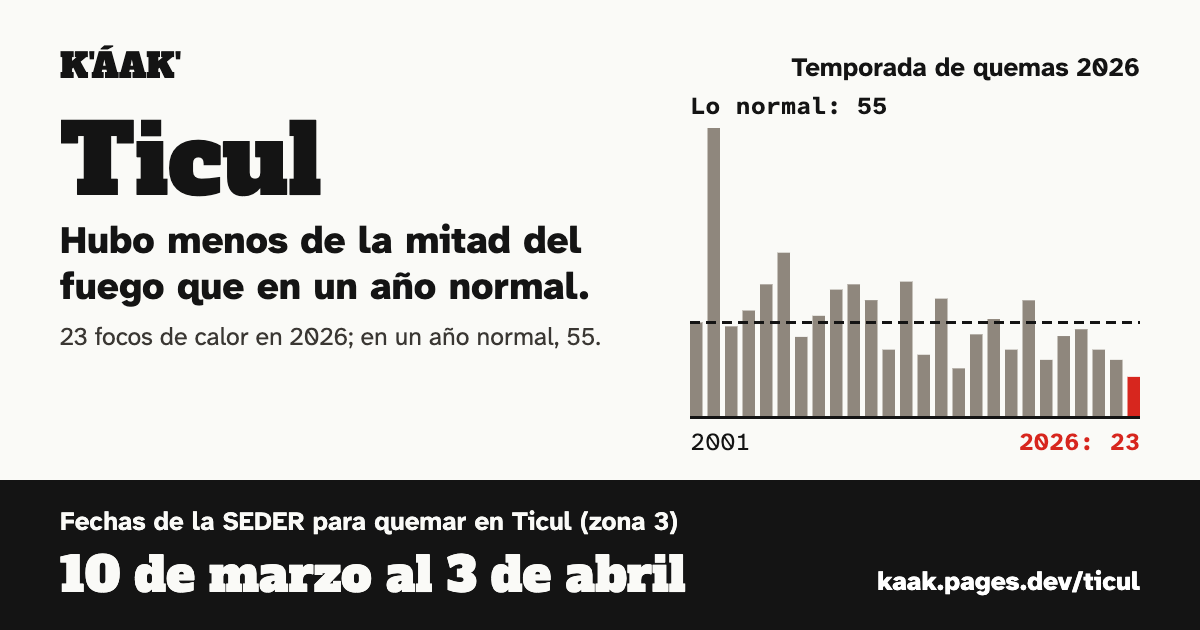 K'ÁAK'
Ticul
Hubo menos de la mitad del
fuego que en un año normal.
23 focos de calor en 2026; en un año normal, 55.
Temporada de quemas 2026
Lo normal: 55
2001
2026: 23
Fechas de la SEDER para quemar en Ticul (zona 3)
10 de marzo al 3 de abril
kaak.pages.dev/ticul